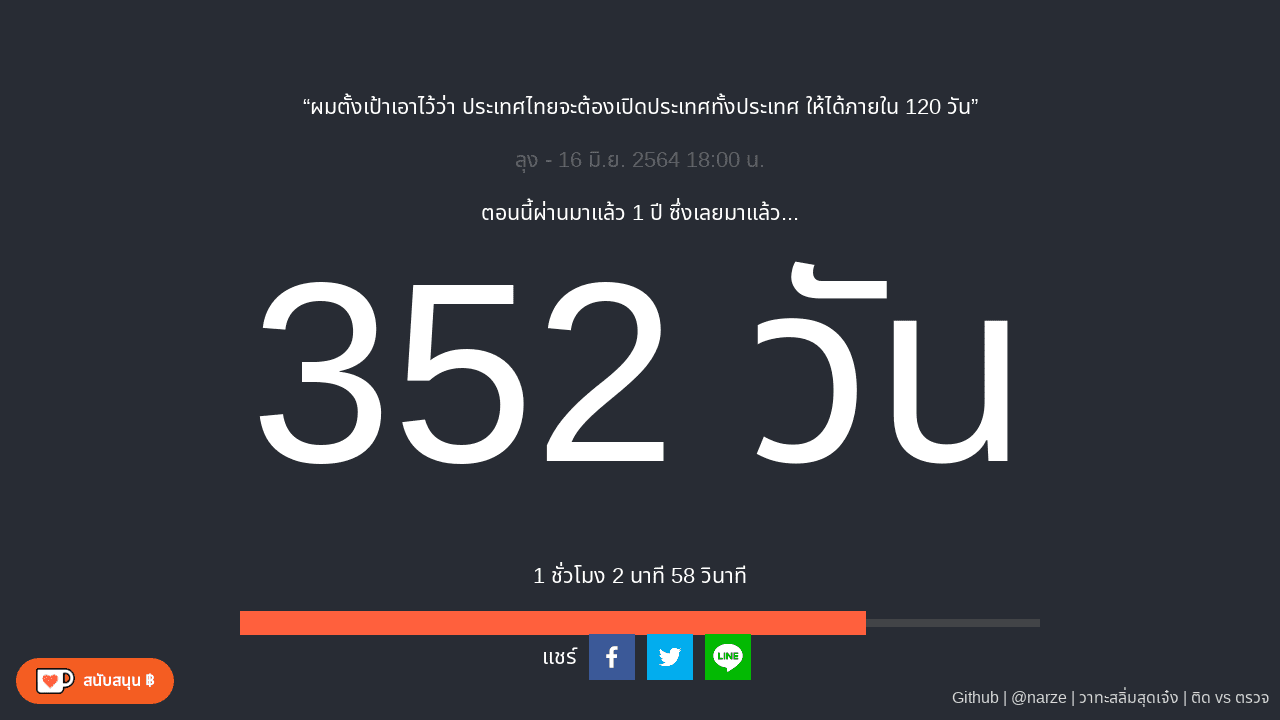 “ผมตั้งเป้าเอาไว้ว่า ประเทศไทยจะต้องเปิดประเทศทั้งประเทศ ให้ได้ภายใน 120 วัน”
ลุง - 16 มิ.ย. 2564 18:00 น.
ตอนนี้ผ่านมาแล้ว 1 ปี ซึ่งเลยมาแล้ว...
352 วัน
1 ชั่วโมง 2 นาที 58 วินาที
แชร์
LINE
สนับสนุน ฿
Github | @narze | วาทะสลิ่มสุดเจ๋ง | ติด vs ตรวจ